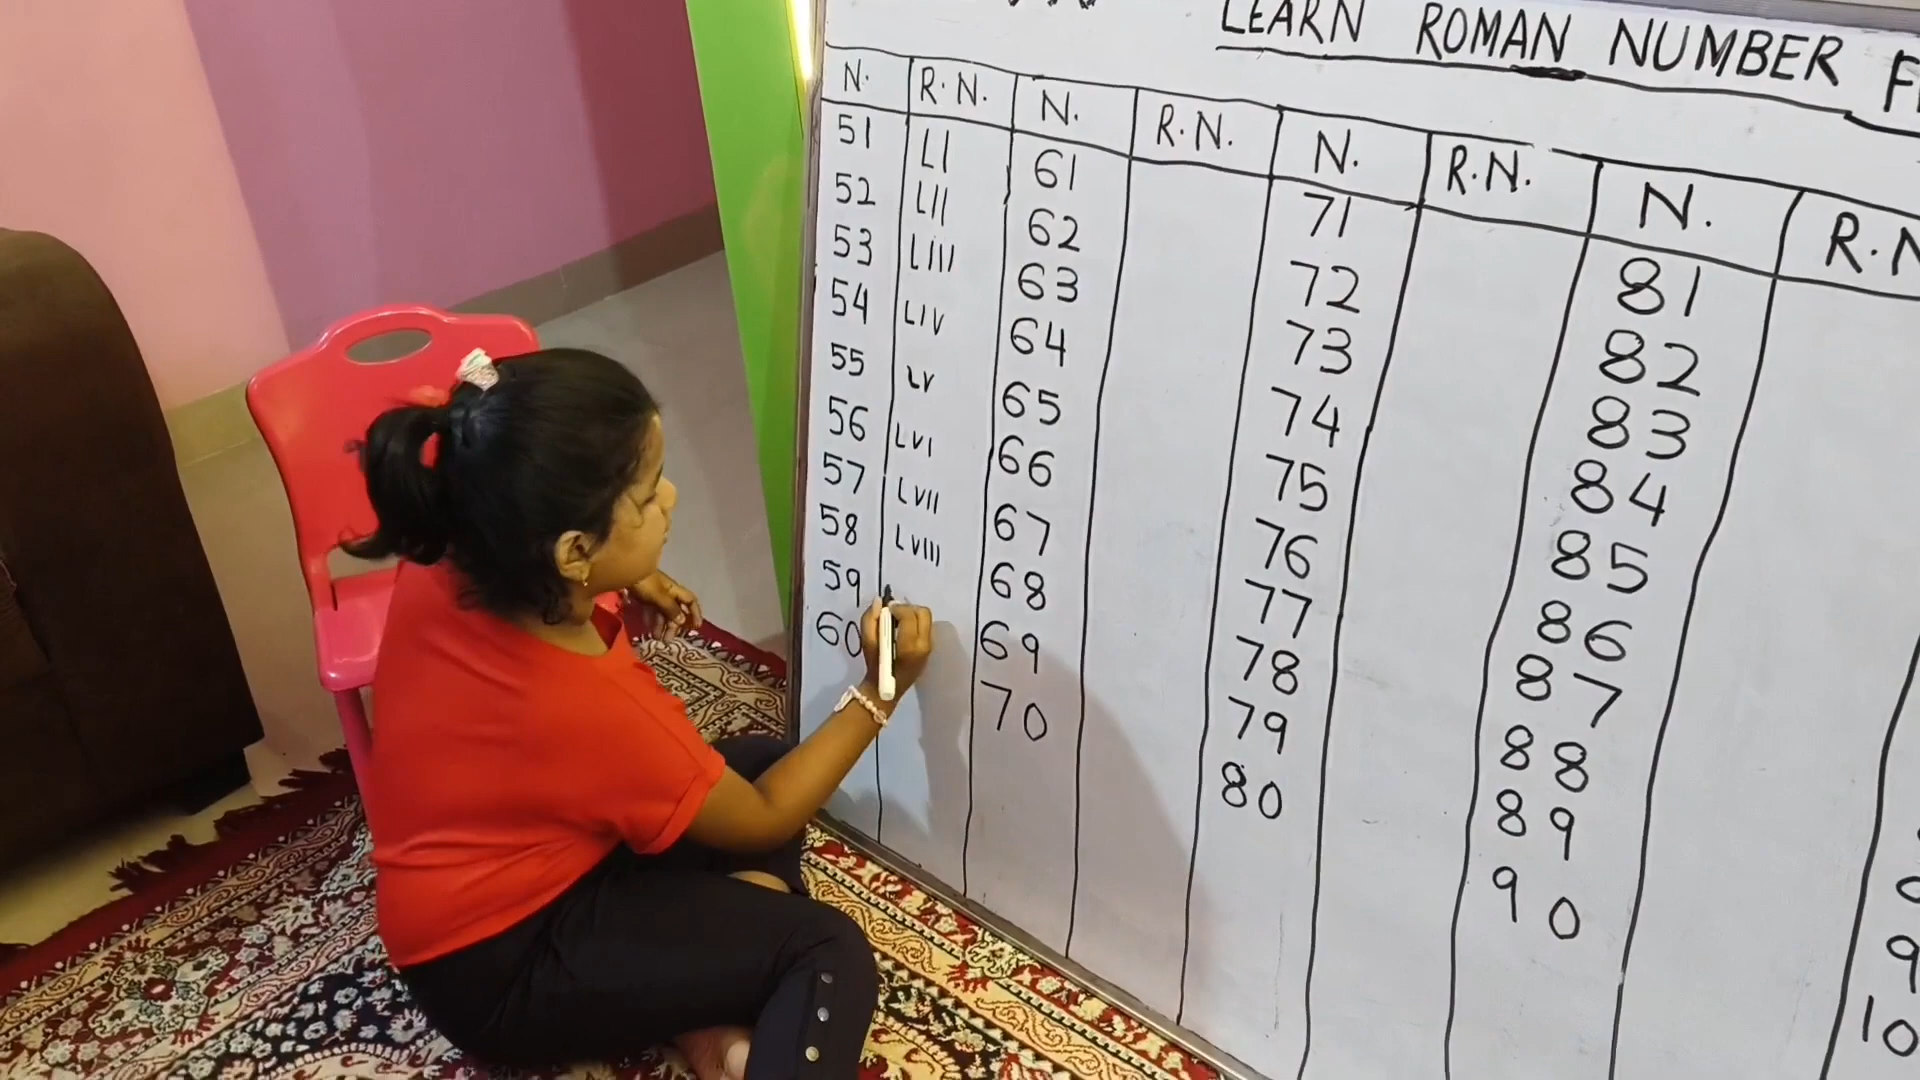 LEARN ROMAN NUMBER
N. R.N. N. R.N. N. R.N. N.
51 LI 61 71 81
52 LII 62 72 82
53 LIII 63 73 83
54 LIV 64 74 84
55 LV 65 75 85
56 LVI 66 76 86
57 LVII 67 77 87
58 LVIII 68 78 88
59 69 79 89
60 70 80 90